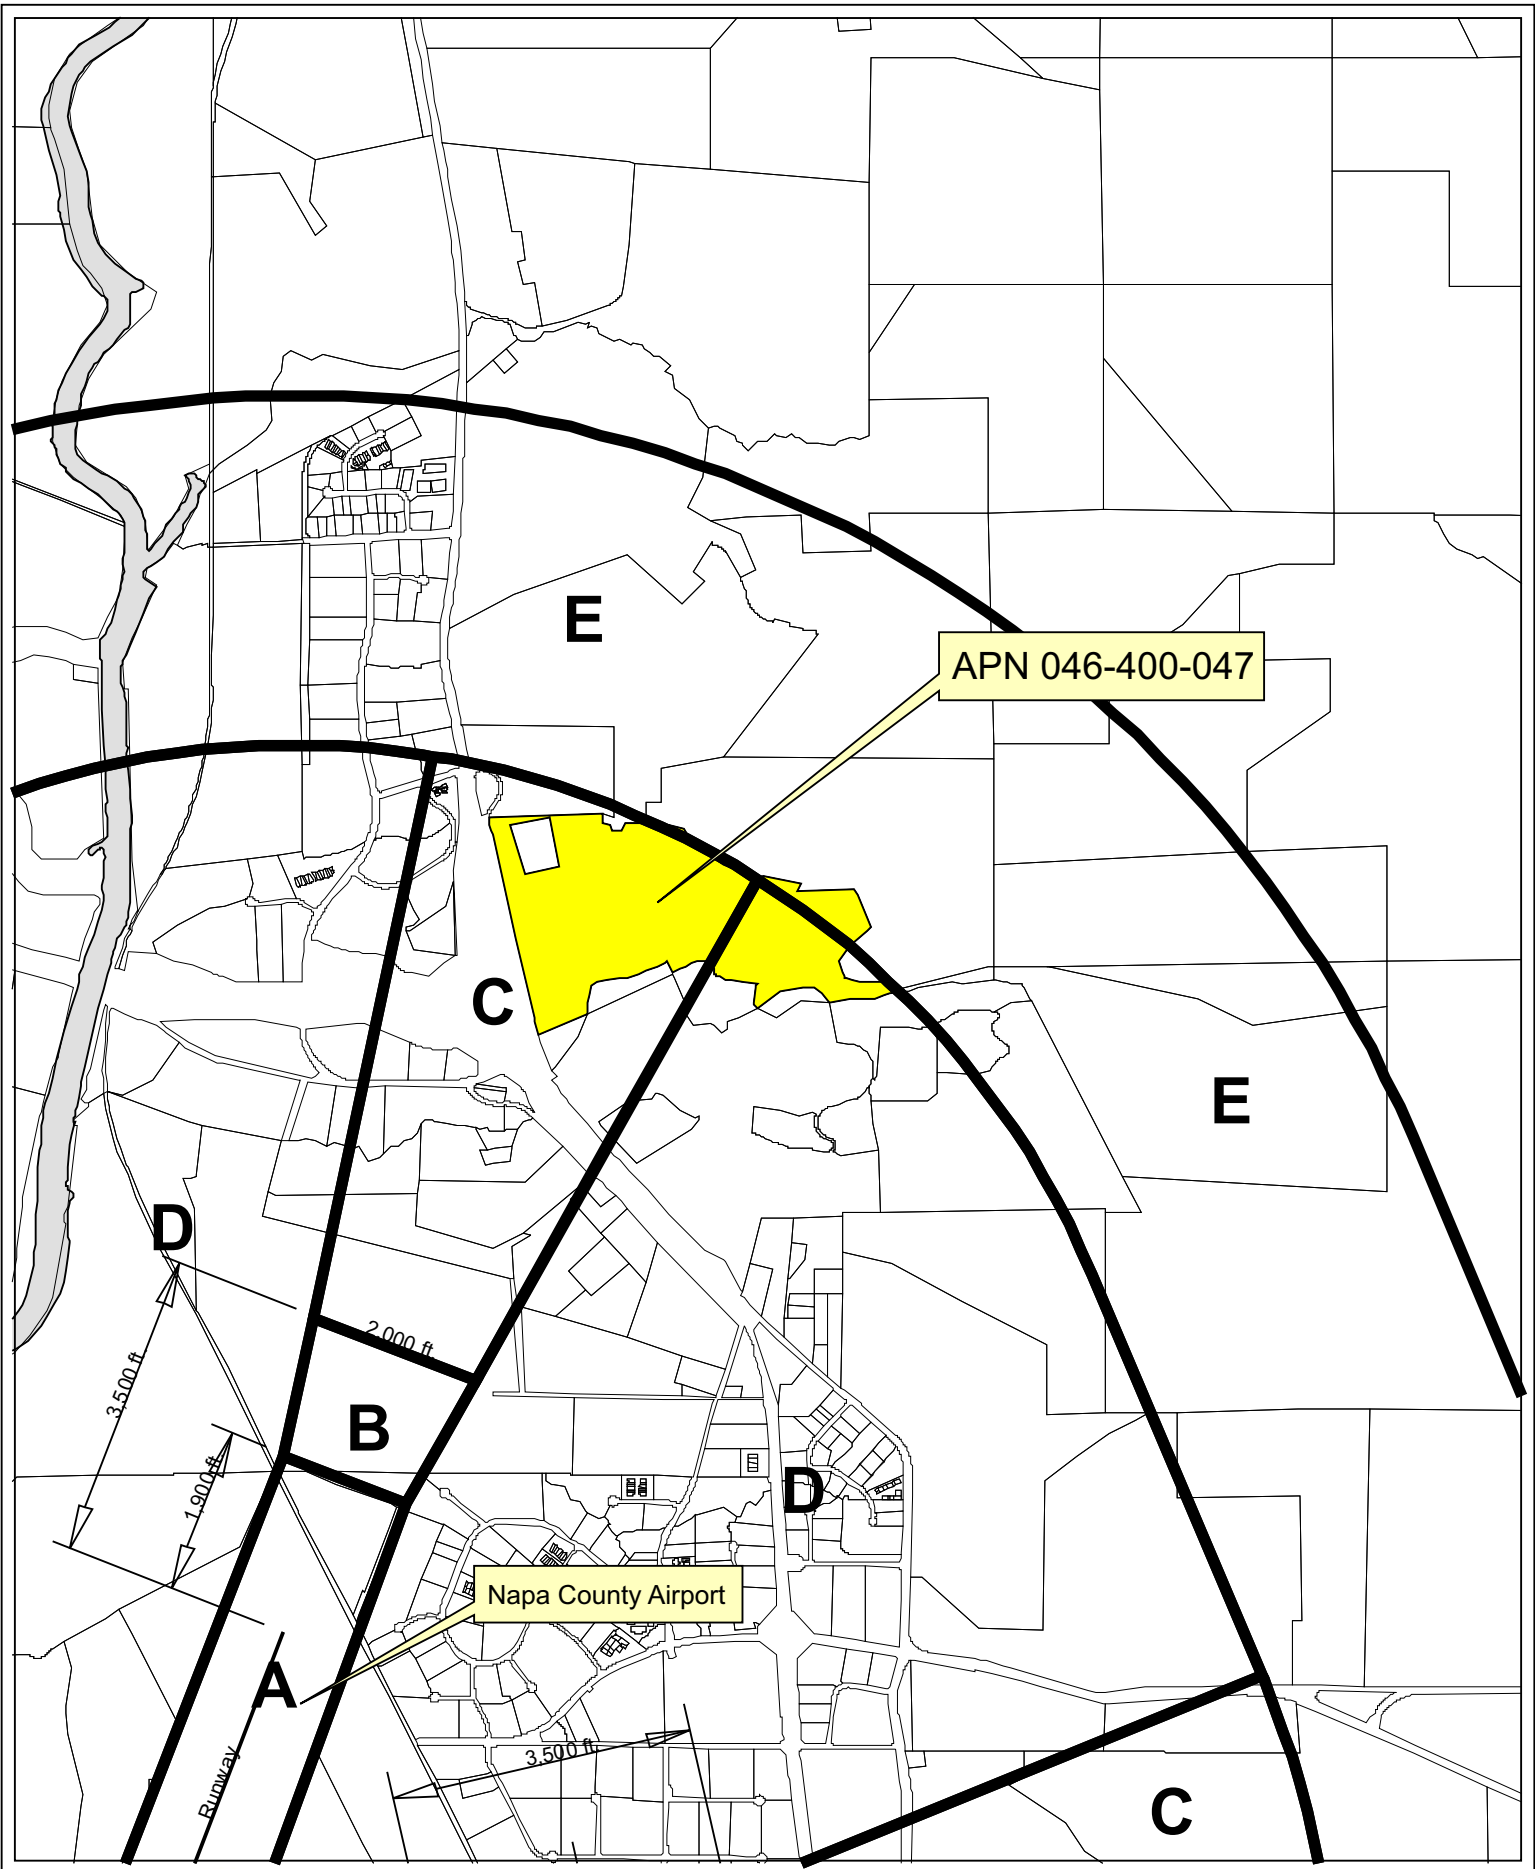 E
APN 046-400-047
C
E
D
2,000 ft.
3,500 ft.
B
1,900 ft.
D
Napa County Airport
A
3,500 ft.
Runway
C